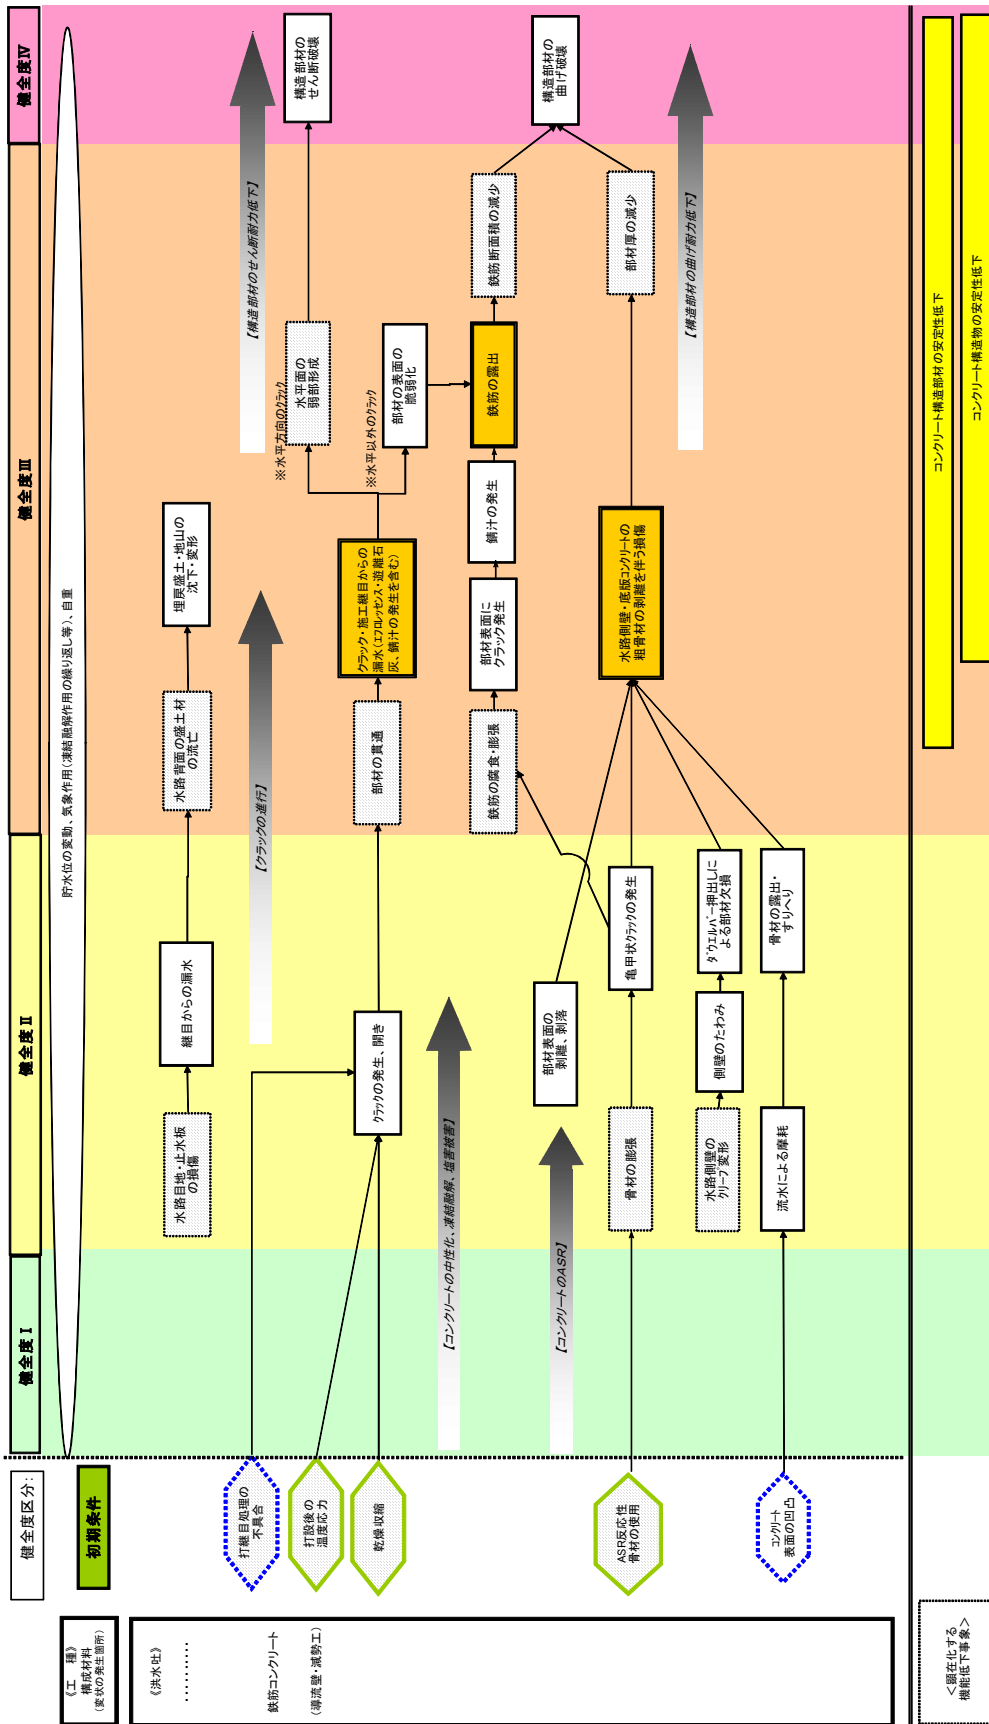 《工　種》
構成材料
（変状の発生箇所）
健全度区分：
健全度Ⅰ
健全度Ⅱ
健全度Ⅲ
健全度Ⅳ
初期条件
貯水位の変動、気象作用（凍結融解作用の繰り返し等）、自重
《洪水吐》
‥‥‥‥‥
鉄筋コンクリート
（導流壁・減勢工）
水路目地・止水板
の損傷
継目からの漏水
水路背面の盛土材
の流亡
埋戻盛土・地山の
沈下・変形
【クラックの進行】
【構造部材のせん断耐力低下】
打継目処理の
不具合
打設後の
温度応力
乾燥収縮
クラックの発生、開き
部材の貫通
クラック・施工継目からの
漏水（エフロレッセンス・遊離石
灰、錆汁の発生を含む）
※水平方向のクラック
水平面の
弱部形成
構造部材の
せん断破壊
※水平以外のクラック
部材の表面の
脆弱化
【コンクリートの中性化、凍結融解、塩害被害】
鉄筋の腐食・膨張
部材表面に
クラック発生
錆汁の発生
鉄筋の露出
鉄筋断面積の減少
構造部材の
曲げ破壊
部材表面の
剥離、剥落
【コンクリートのASR】
ASR反応性
骨材の使用
骨材の膨張
亀甲状クラックの発生
水路側壁・底版コンクリートの
粗骨材の剥離を伴う損傷
部材厚の減少
【構造部材の曲げ耐力低下】
水路側壁の
クリープ変形
側壁のたわみ
ダウエルバー押出しに
よる部材欠損
コンクリート
表面の凹凸
流水による摩耗
骨材の露出・
すりへり
＜顕在化する
機能低下事象＞
コンクリート構造部材の安定性低下
コンクリート構造物の安定性低下